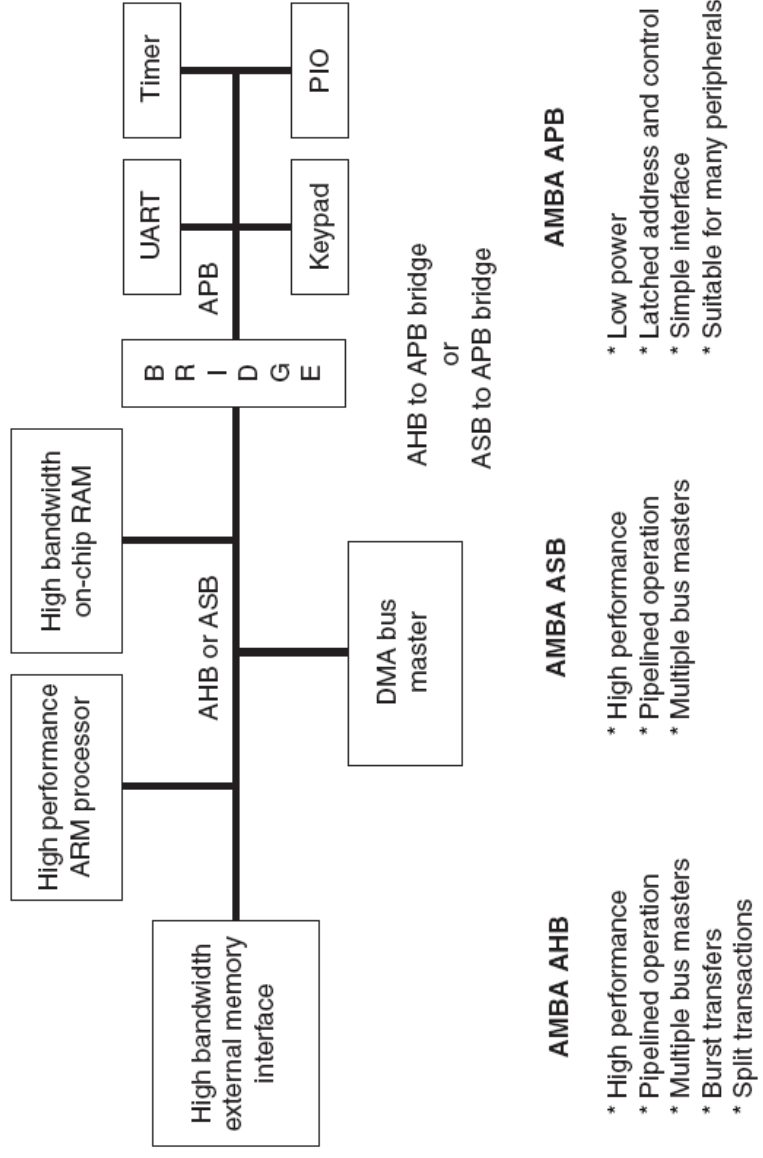 High performance
ARM processor
High bandwidth
on-chip RAM
High bandwidth
external memory
interface
AHB or ASB
B
R
I
D
G
E
APB
UART
Timer
Keypad
PIO
DMA bus
master
AHB to APB bridge
or
ASB to APB bridge
AMBA AHB
* High performance
* Pipelined operation
* Multiple bus masters
* Burst transfers
* Split transactions
AMBA ASB
* High performance
* Pipelined operation
* Multiple bus masters
AMBA APB
* Low power
* Latched address and control
* Simple interface
* Suitable for many peripherals